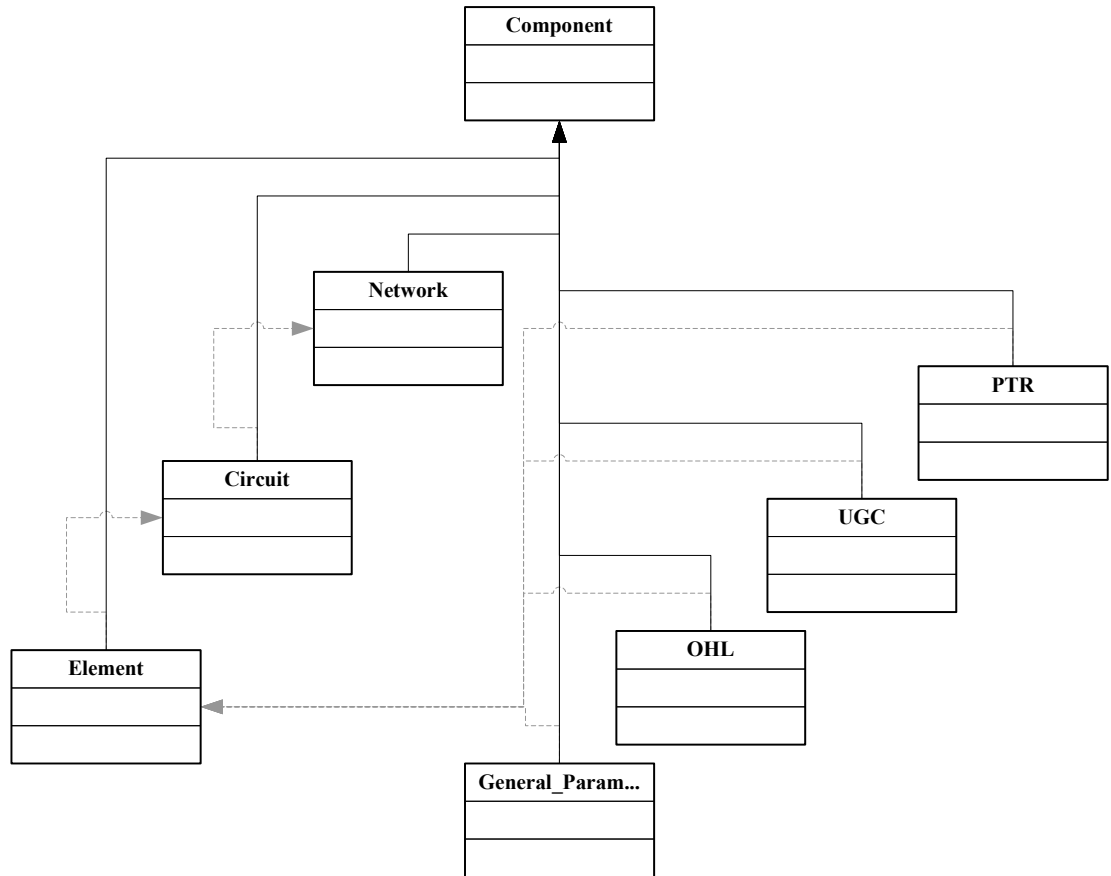 Component
Network
PTR
Circuit
UGC
OHL
Element
General_Param...